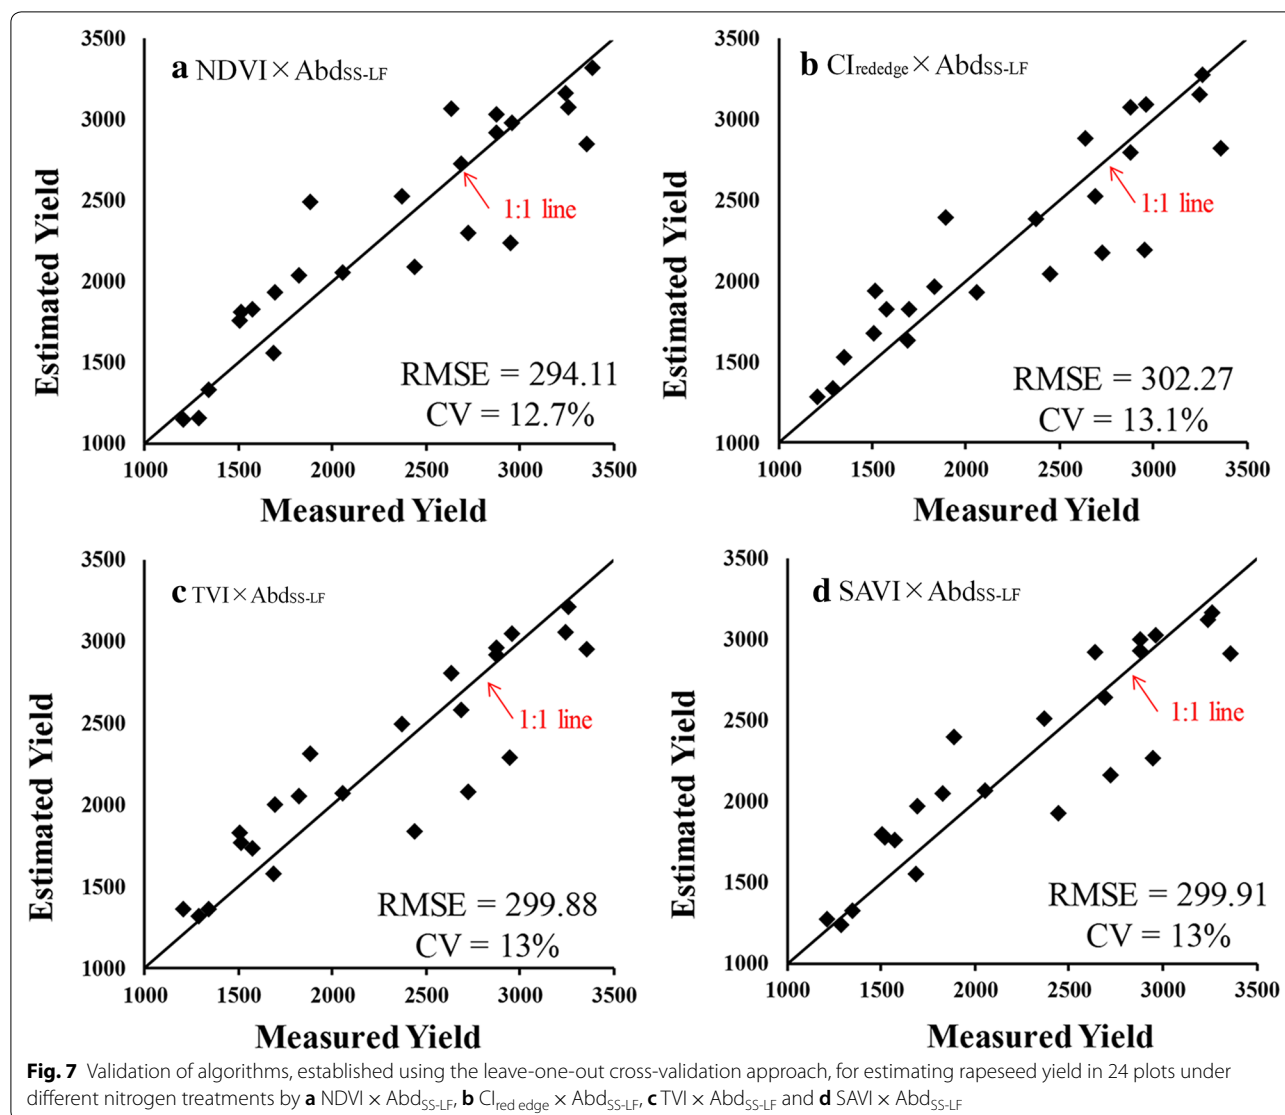 a NDVI × AbdSS-LF
3500
3000
2500
2000
1500
1000
Estimated Yield
1:1 line
RMSE = 294.11
CV = 12.7%
1000 1500 2000 2500 3000 3500
Measured Yield
b CIrededge × AbdSS-LF
3500
3000
2500
2000
1500
1000
Estimated Yield
1:1 line
RMSE = 302.27
CV = 13.1%
1000 1500 2000 2500 3000 3500
Measured Yield
c TVI × AbdSS-LF
3500
3000
2500
2000
1500
1000
Estimated Yield
1:1 line
RMSE = 299.88
CV = 13%
1000 1500 2000 2500 3000 3500
Measured Yield
d SAVI × AbdSS-LF
3500
3000
2500
2000
1500
1000
Estimated Yield
1:1 line
RMSE = 299.91
CV = 13%
1000 1500 2000 2500 3000 3500
Measured Yield
Fig. 7 Validation of algorithms, established using the leave-one-out cross-validation approach, for estimating rapeseed yield in 24 plots under
different nitrogen treatments by a NDVI × AbdSS-LF, b CIred edge × AbdSS-LF, c TVI × AbdSS-LF and d SAVI × AbdSS-LF